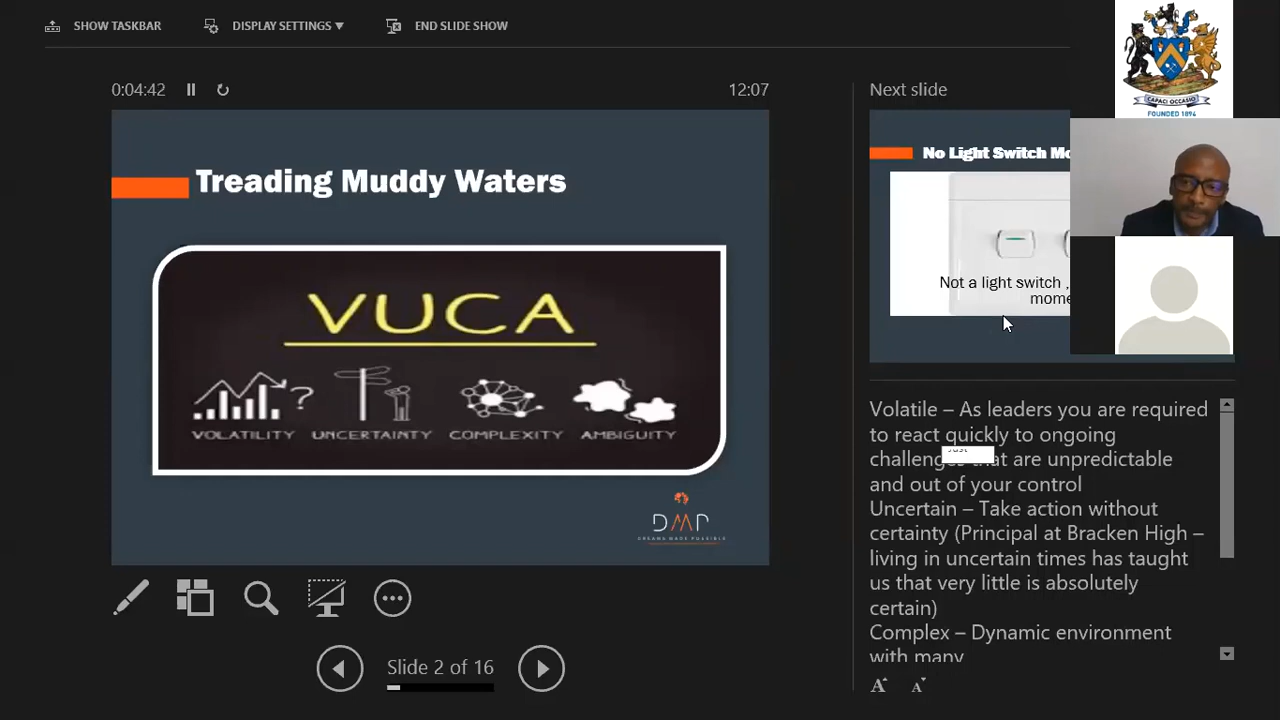 SHOW TASKBAR DISPLAY SETTINGS ▼ END SLIDE SHOW
0:04:42 12:07
Treading Muddy Waters
VUCA
VOLATILITY UNCERTAINTY COMPLEXITY AMBIGUITY
DMP
DREAMS MADE POSSIBLE
Slide 2 of 16
Next slide
No Light Switch Mo
Not a light switch ,
mome
CAPACI OCCASIO
FOUNDED 1896
Volatile – As leaders you are required
to react quickly to ongoing
challenges that are unpredictable
and out of your control
Uncertain – Take action without
certainty (Principal at Bracken High –
living in uncertain times has taught
us that very little is absolutely
certain)
Complex – Dynamic environment
with many
A A